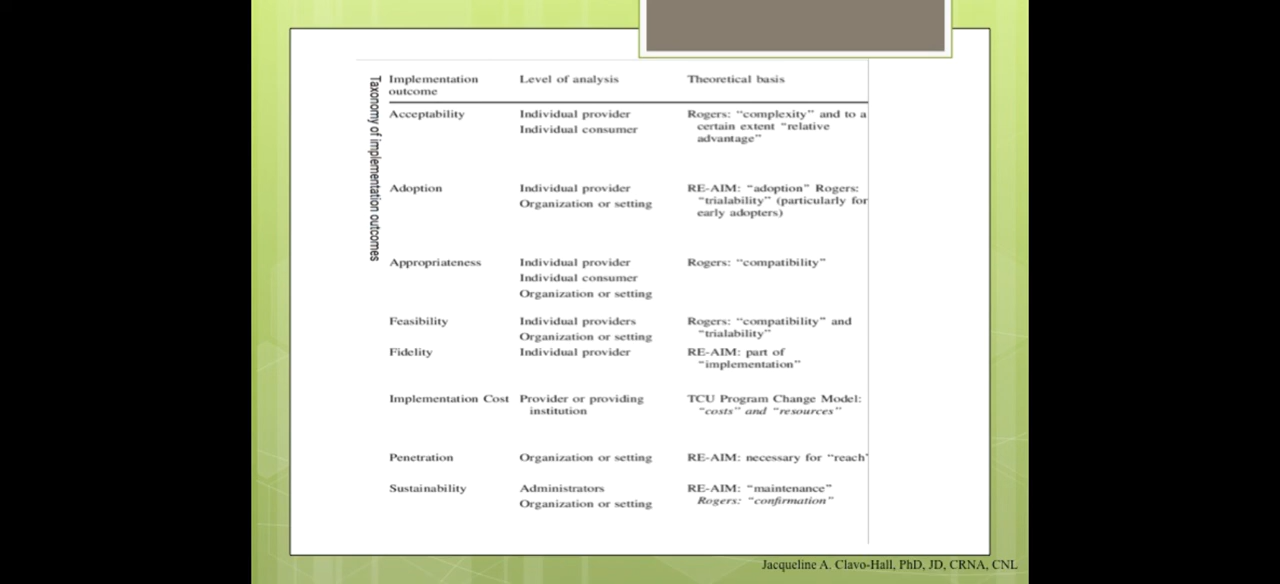 Taxonomy of implementation outcomes
Implementation outcome Level of analysis Theoretical basis
Acceptability Individual provider Rogers: “complexity” and to a
Individual consumer certain extent “relative
advantage”
Adoption Individual provider RE-AIM: “adoption” Rogers:
Organization or setting “trialability” (particularly for
early adopters)
Appropriateness Individual provider Rogers: “compatibility”
Individual consumer
Organization or setting
Feasibility Individual providers Rogers: “compatibility” and
Organization or setting “trialability”
Fidelity Individual provider RE-AIM: part of
“implementation”
Implementation Cost Provider or providing TCU Program Change Model:
institution “costs” and “resources”
Penetration Organization or setting RE-AIM: necessary for “reach”
Sustainability Administrators RE-AIM: “maintenance”
Organization or setting Rogers: “confirmation”
Jacqueline A. Clavo-Hall, PhD, JD, CRNA, CNL